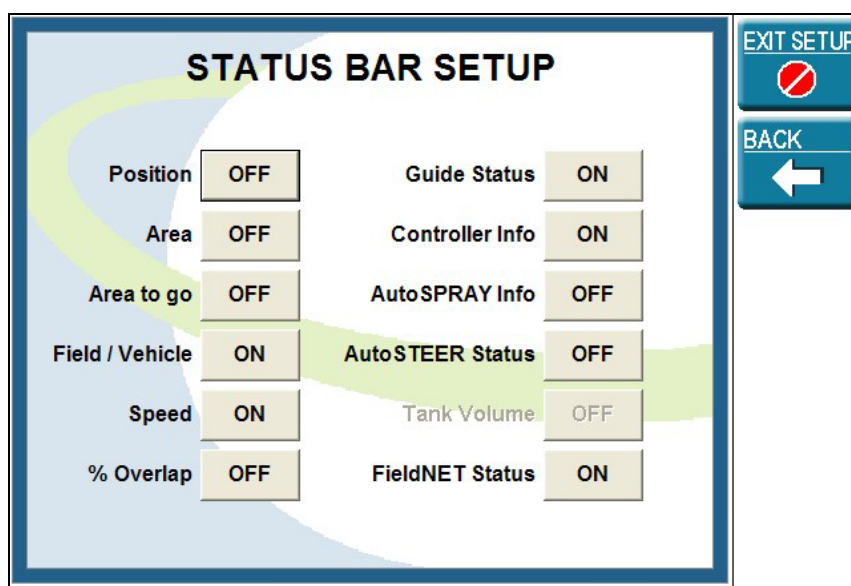 STATUS BAR SETUP
EXIT SETUP
BACK
Position OFF Guide Status ON
Area OFF Controller Info ON
Area to go OFF AutoSPRAY Info OFF
Field / Vehicle ON AutoSTEER Status OFF
Speed ON Tank Volume OFF
% Overlap OFF FieldNET Status ON